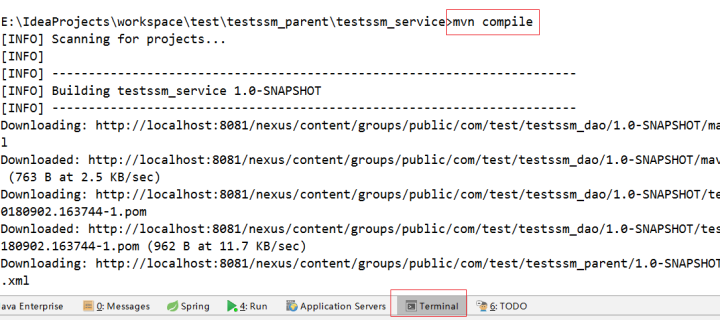 E:\IdeaProjects\workspace\test\testssm_parent\testssm_service>mvn compile
[INFO] Scanning for projects...
[INFO]
[INFO] ------------------------------------------------------------------------
[INFO] Building testssm_service 1.0-SNAPSHOT
[INFO] ------------------------------------------------------------------------
Downloading: http://localhost:8081/nexus/content/groups/public/com/test/testssm_dao/1.0-SNAPSHOT/ma
l
Downloaded: http://localhost:8081/nexus/content/groups/public/com/test/testssm_dao/1.0-SNAPSHOT/mav
(763 B at 2.5 KB/sec)
Downloading: http://localhost:8081/nexus/content/groups/public/com/test/testssm_dao/1.0-SNAPSHOT/te
0180902.163744-1.pom
Downloaded: http://localhost:8081/nexus/content/groups/public/com/test/testssm_dao/1.0-SNAPSHOT/tes
180902.163744-1.pom (962 B at 11.7 KB/sec)
Downloading: http://localhost:8081/nexus/content/groups/public/com/test/testssm_parent/1.0-SNAPSHOT
.xml
ava Enterprise 0: Messages Spring 4: Run Application Servers Terminal 6: TODO